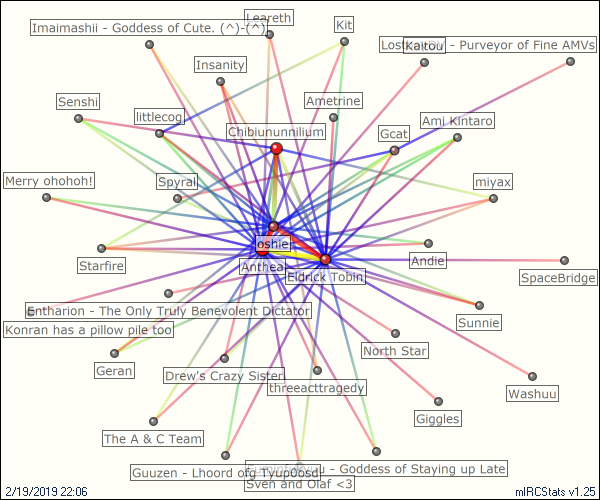 Imaimashii - Goddess of Cute. (^)-(^)
Leareth
Kit
Kaitou - Purveyor of Fine AMVs
Insanity
Senshi
Ametrine
littlecog
Ami Kintaro
Chibiununnilium
Gcat
Merry ohohoh!
Spyral
miyax
oshie
Starfire
Anthea
Eldrick Tobin
Andie
SpaceBridge
Entharion - The Only Truly Benevolent Dictator
Sunnie
Konran has a pillow pile too
North Star
Geran
Drew's Crazy Sister
threeacttragedy
Washuu
Giggles
The A & C Team
Guuzen - Lhoord ofg
- Goddess of Staying up Late
Sven and Olaf <3
2/19/2019 22:06
mIRCStats v1.25